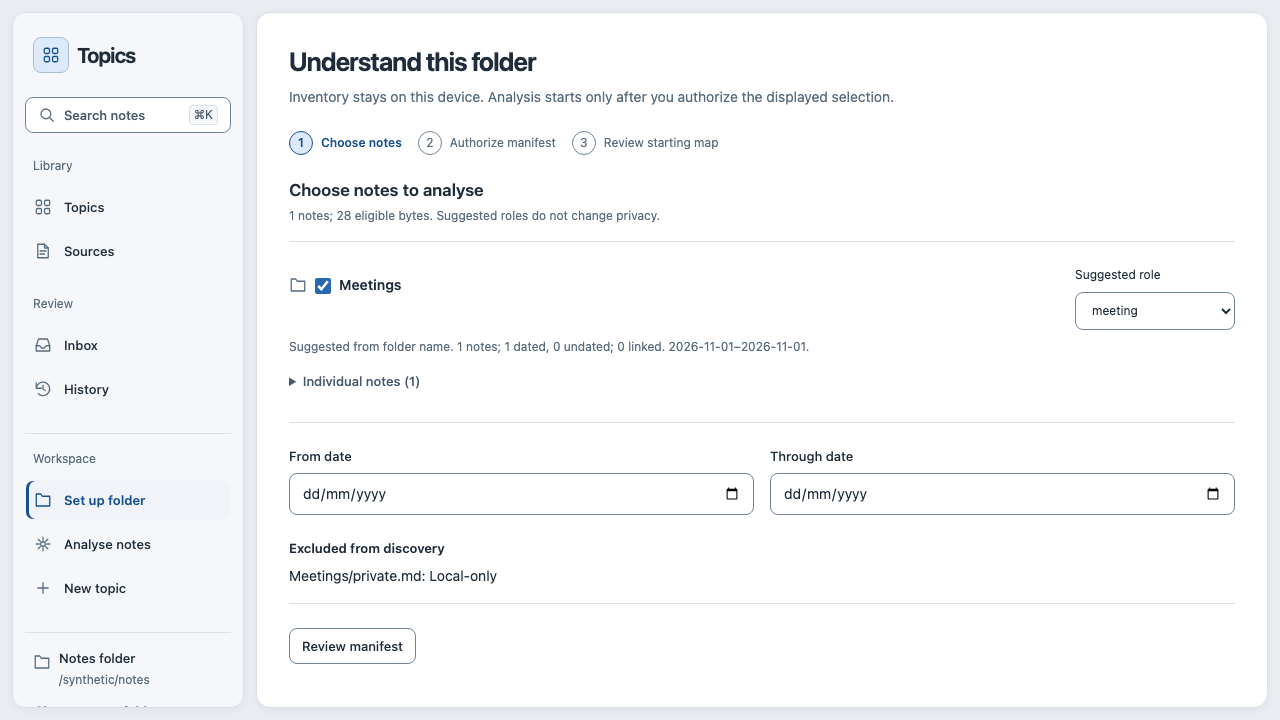 Topics
Search notes ⌘K
Library
Topics
Sources
Review
Inbox
History
Workspace
Set up folder
Analyse notes
New topic
Notes folder
/synthetic/notes
Understand this folder
Inventory stays on this device. Analysis starts only after you authorize the displayed selection.
1 Choose notes 2 Authorize manifest 3 Review starting map
Choose notes to analyse
1 notes; 28 eligible bytes. Suggested roles do not change privacy.
Meetings
Suggested role
meeting
Suggested from folder name. 1 notes; 1 dated, 0 undated; 0 linked. 2026-11-01–2026-11-01.
Individual notes (1)
From date
dd/mm/yyyy
Through date
dd/mm/yyyy
Excluded from discovery
Meetings/private.md: Local-only
Review manifest